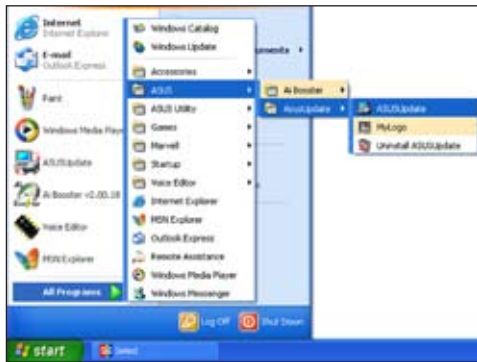 Internet
Internet Explorer
E-mail
Outlook Express
Paint
Windows Media Player
ASUSUpdate
Ai Booster v2.00.18
Voice Editor
MSN Explorer
All Programs
Windows Catalog
Windows Update
Accessories
ASUS
ASUS Utility
Games
Marvell
Startup
Voice Editor
Internet Explorer
MSN Explorer
Outlook Express
Remote Assistance
Windows Media Player
Windows Messenger
ocuments
Ai Booster
AsusUpdate
ASUSUpdate
MyLogo
Uninstall ASUSUpdate
Log Off
Shut Down
start